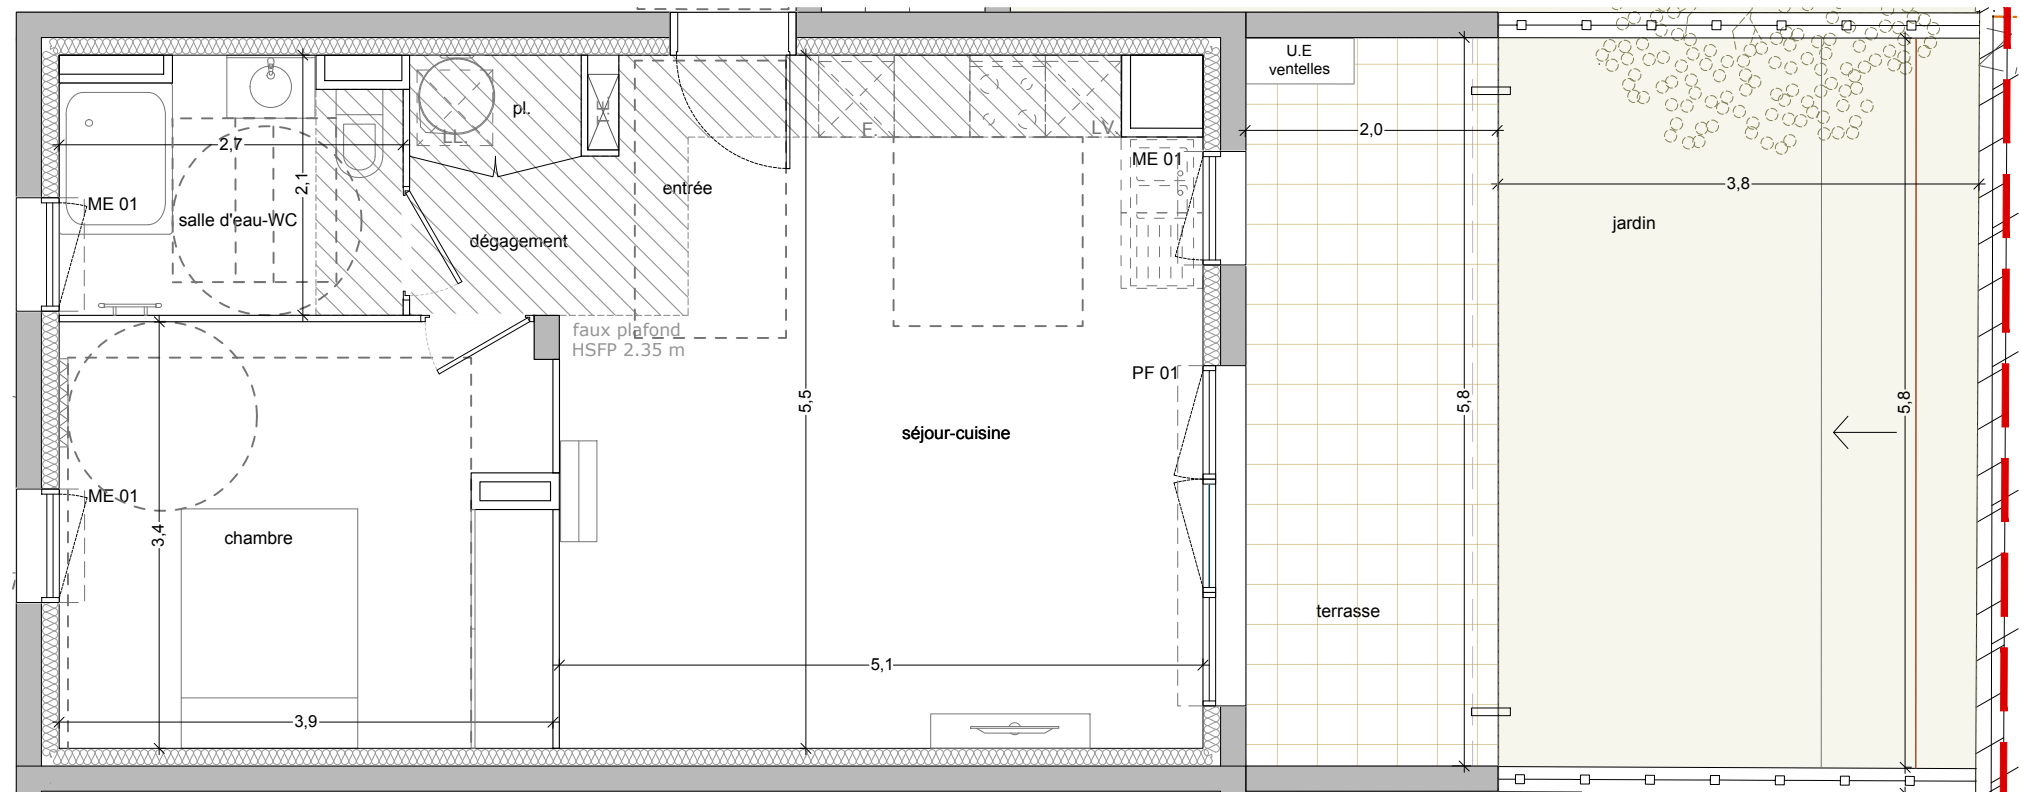 U.E
ventelles
pl.
LL
E
F.
LV.
2,0
2,7
ME 01
3,8
2,1
entrée
ME 01
salle d'eau-WC
jardin
dégagement
faux plafond
HSFP 2.35 m
PF 01
5,5
5,8
5,8
séjour-cuisine
ME 01
3,4
chambre
terrasse
5,1
3,9